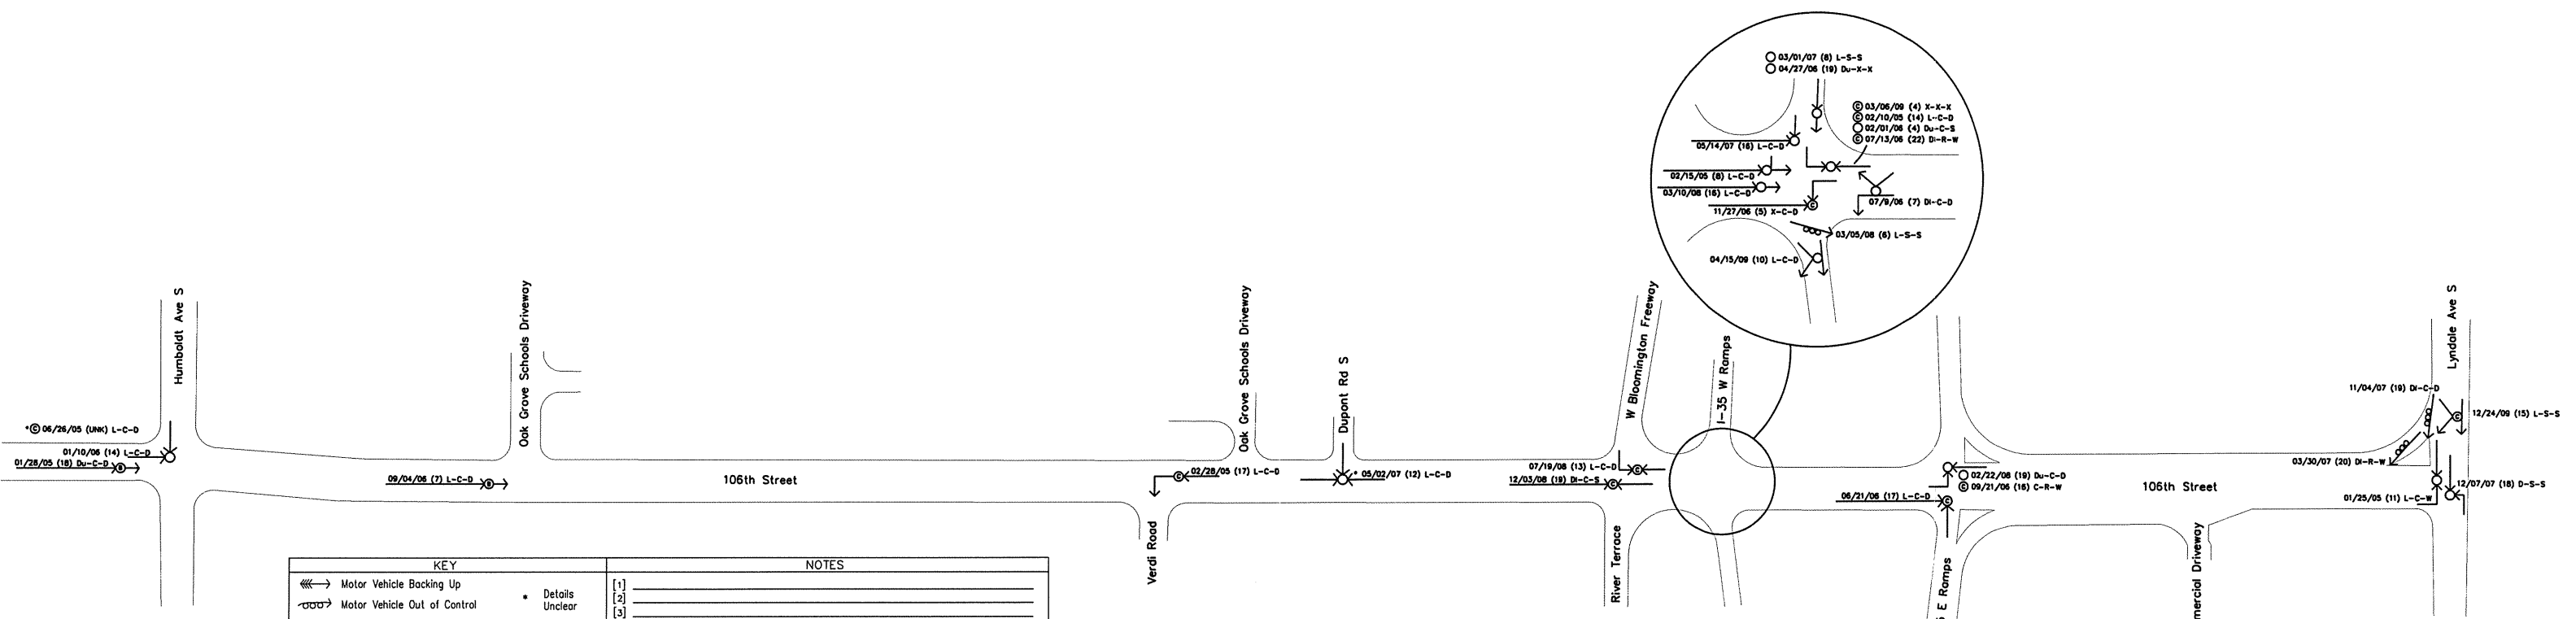 03/01/07 (8) L-S-S
04/27/06 (19) Du-X-X
03/06/09 (4) X-X-X
02/10/05 (14) L-C-D
02/01/06 (4) Du-C-S
07/13/06 (22) Di-R-W
05/14/07 (16) L-C-D
02/15/05 (8) L-C-D
03/10/08 (16) L-C-D
07/9/06 (7) Di-C-D
11/27/06 (5) X-C-D
03/05/08 (6) L-S-S
04/15/09 (10) L-C-D
Humboldt Ave S
Oak Grove Schools Driveway
Oak Grove Schools Driveway
Dupont Rd S
W Bloomington Freeway
I-35 W Ramps
Lyndale Ave S
11/04/07 (19) Di-C-D
12/24/09 (15) L-S-S
*© 06/26/05 (UNK) L-C-D
01/10/06 (14) L-C-D
01/28/05 (18) Du-C-D
03/30/07 (20) Di-R-W
09/04/06 (7) L-C-D
106th Street
02/28/05 (17) L-C-D
* 05/02/07 (12) L-C-D
07/19/08 (13) L-C-D
12/03/08 (19) Di-C-S
02/22/08 (19) Du-C-D
09/21/06 (16) C-R-W
06/21/06 (17) L-C-D
106th Street
12/07/07 (18) D-S-S
01/25/05 (11) L-C-W
Verdi Road
River Terrace
E Ramps
mercial Driveway
KEY
NOTES
Motor Vehicle Backing Up
* Details
Unclear
Motor Vehicle Out of Control
[1]
[2]
[3]